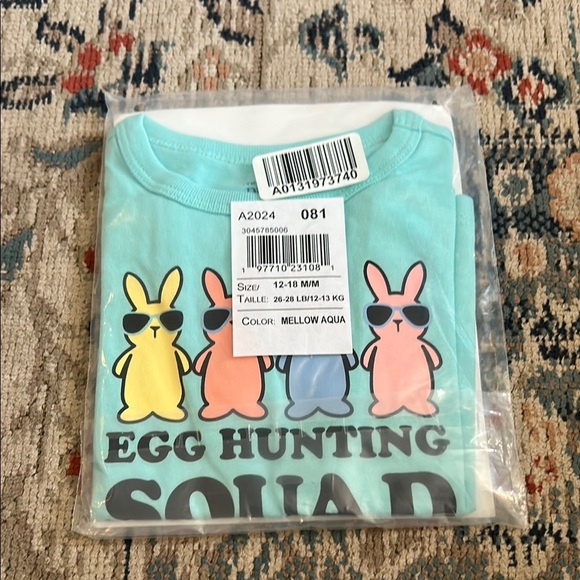 A0131973740
A2024 081
3045785006
1 97710 23108 1
SIZE/ 12-18 M/M
TAILLE: 26-28 LB/12-13 KG
COLOR: MELLOW AQUA
EGG HUNTING
SQUAD